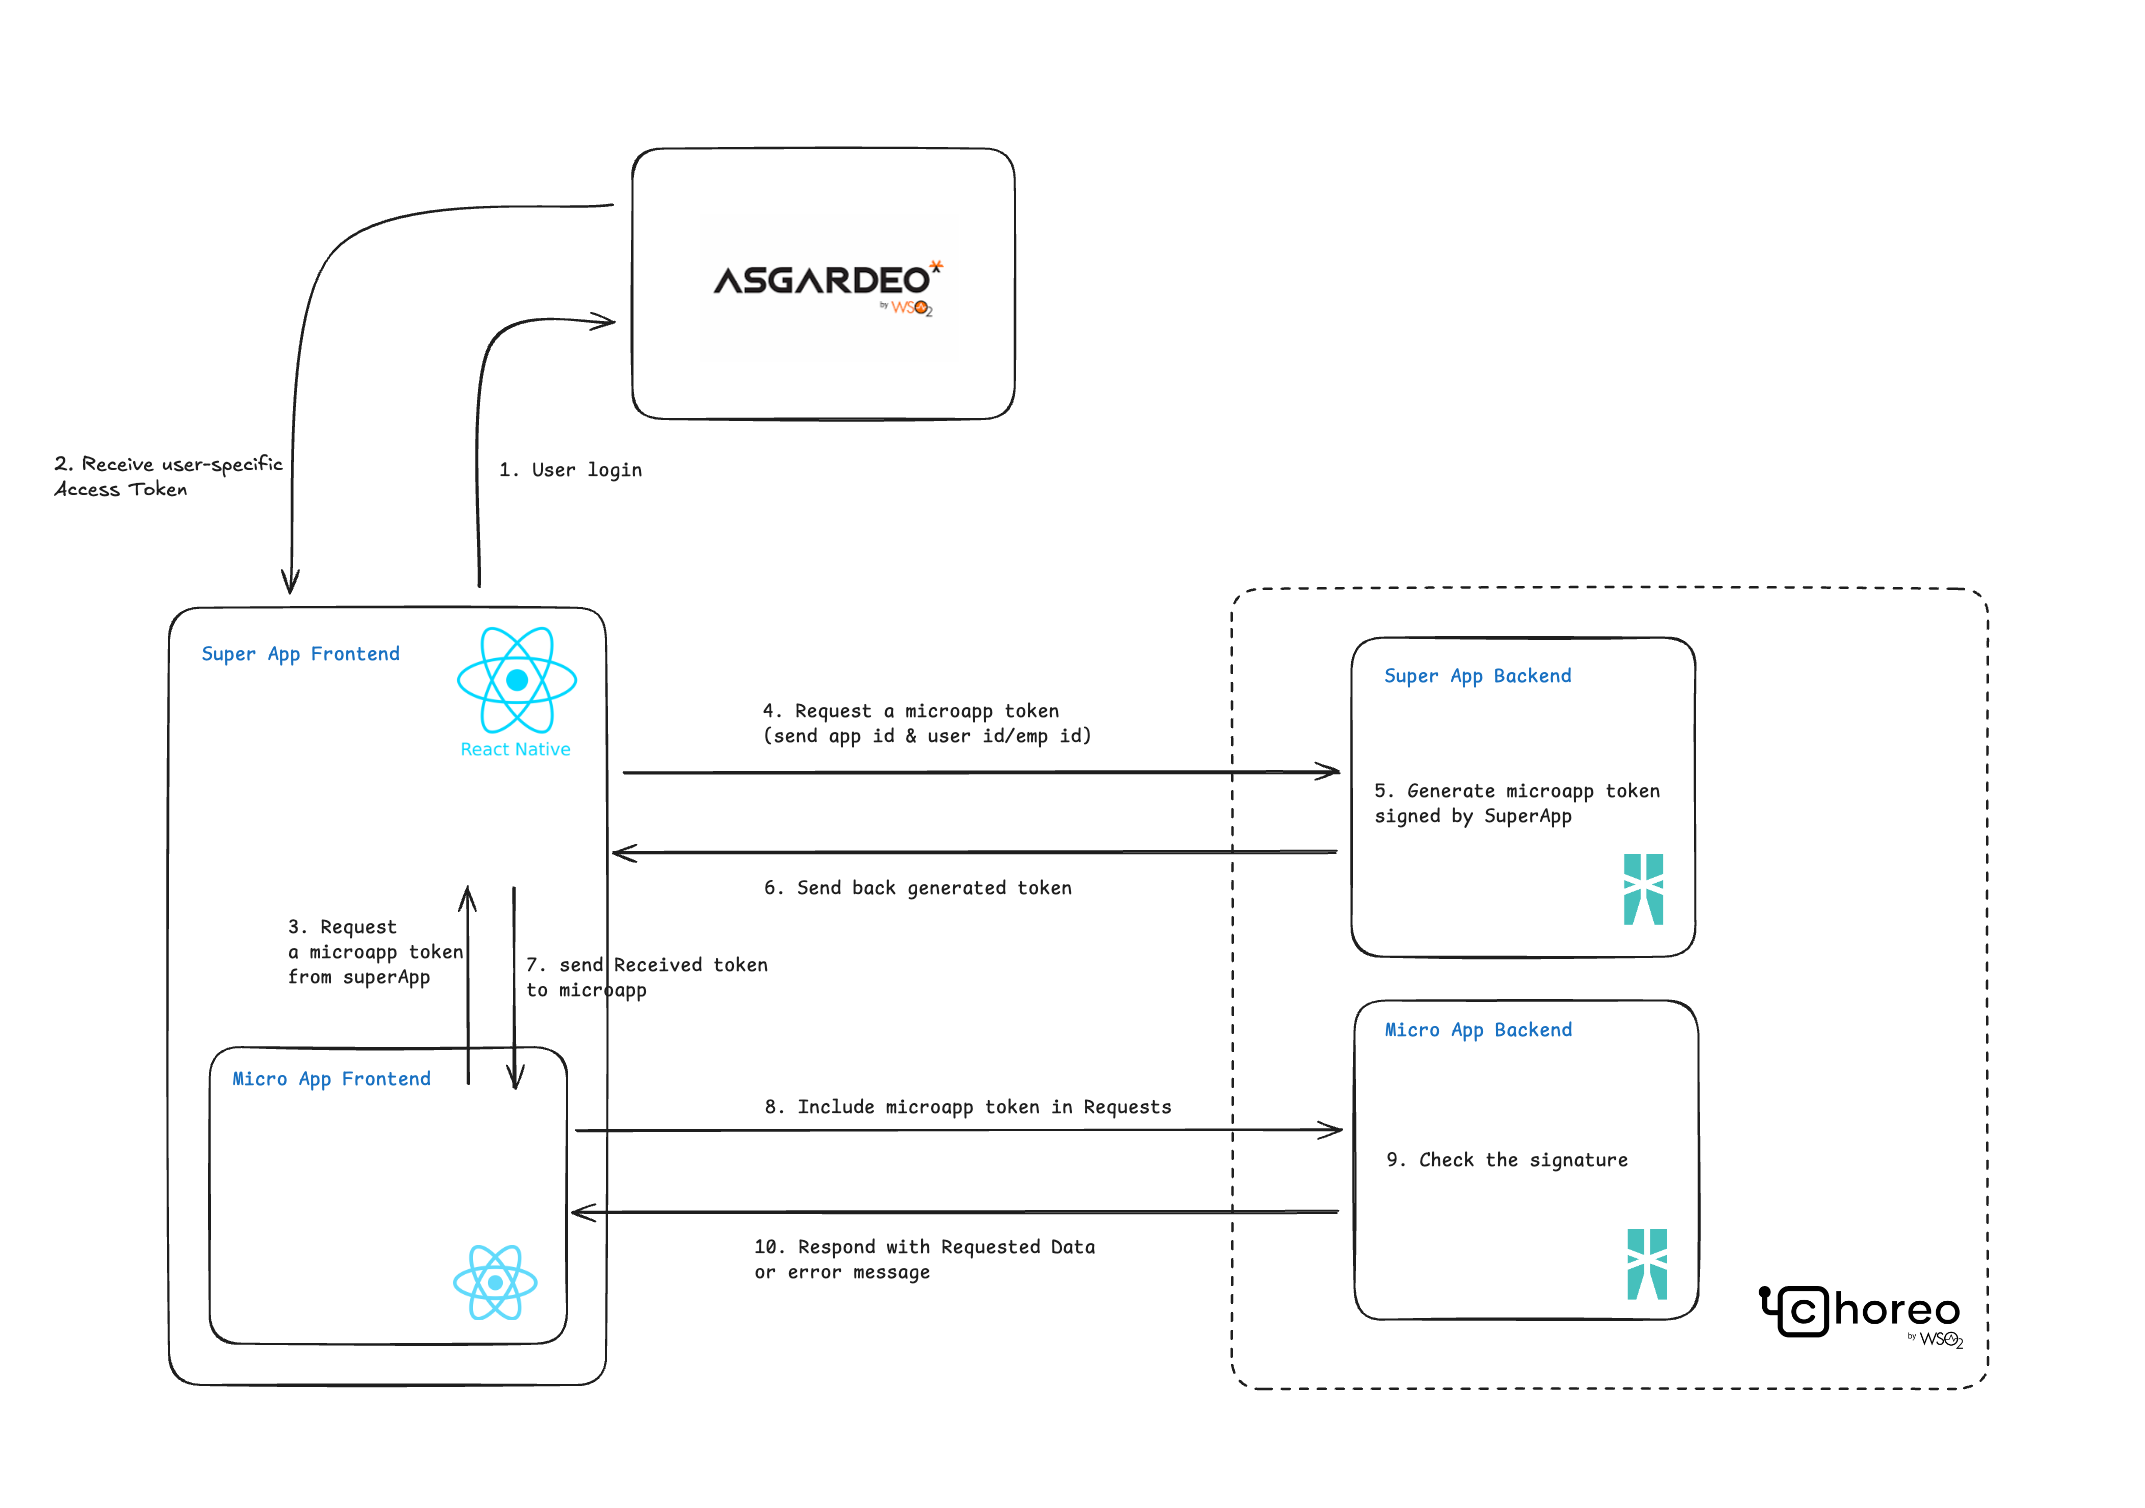 ASGARDEO
by WSO2
2. Receive user-specific
Access Token
1. User login
Super App Frontend
React Native
Super App Backend
4. Request a microapp token
(send app id & user id/emp id)
5. Generate microapp token
signed by SuperApp
6. Send back generated token
3. Request
a microapp token
from superApp
7. send Received token
to microapp
Micro App Frontend
Micro App Backend
8. Include microapp token in Requests
9. Check the signature
10. Respond with Requested Data
or error message
choreo
by WSO2